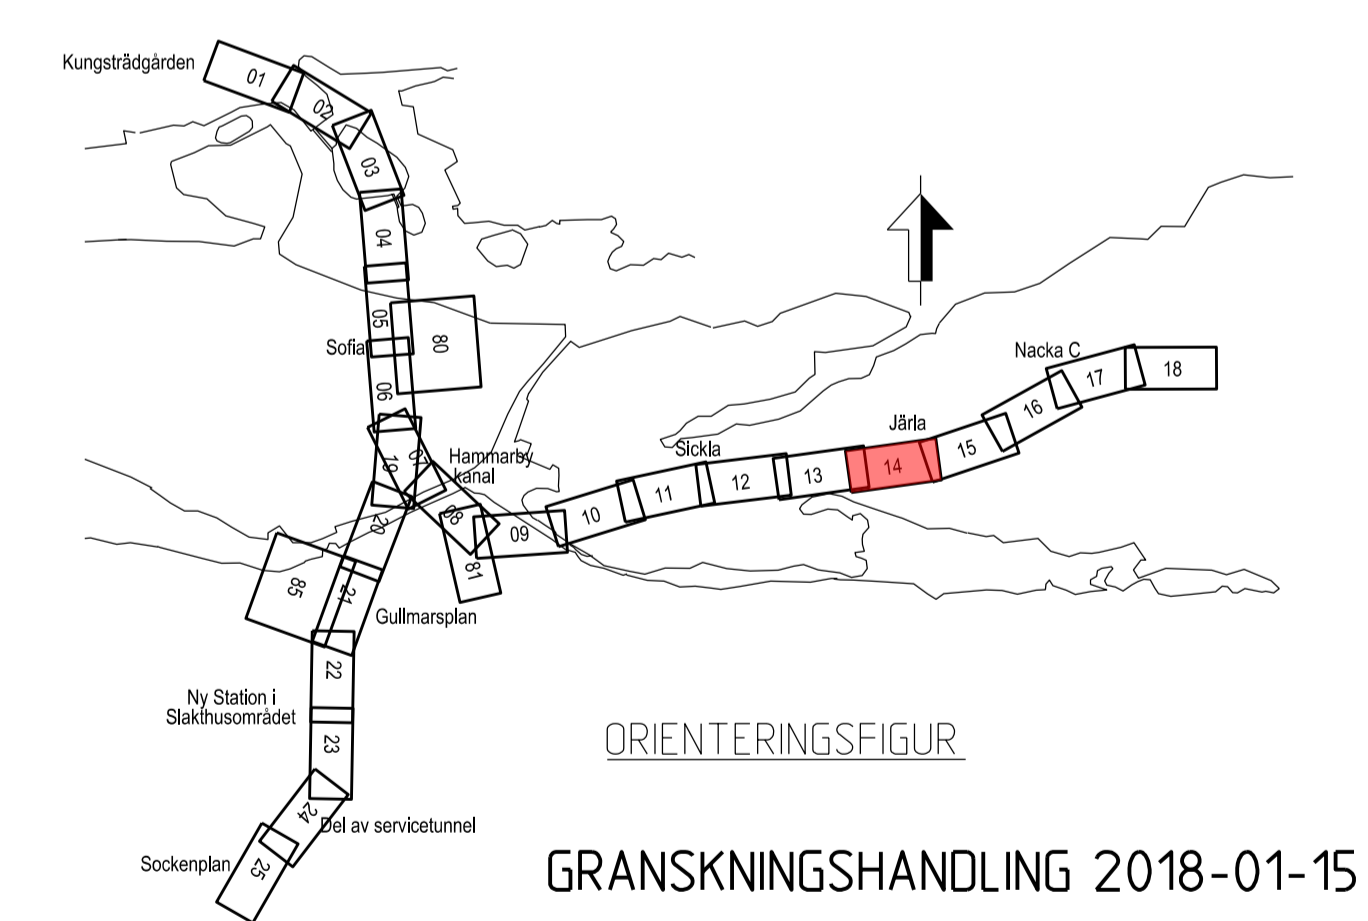 Kungsträdgården
01
02
03
04
05
Sofia
80
06
Nacka C
17
18
16
Järla
15
14
Sickla
13
12
11
10
Hammarby
kanal
07
19
08
09
20
81
85
21
Gullmarsplan
22
Ny Station i
Slakthusområdet
23
24
Del av servicetunnel
Sockenplan
25
ORIENTERINGSFIGUR
GRANSKNINGSHANDLING 2018-01-15